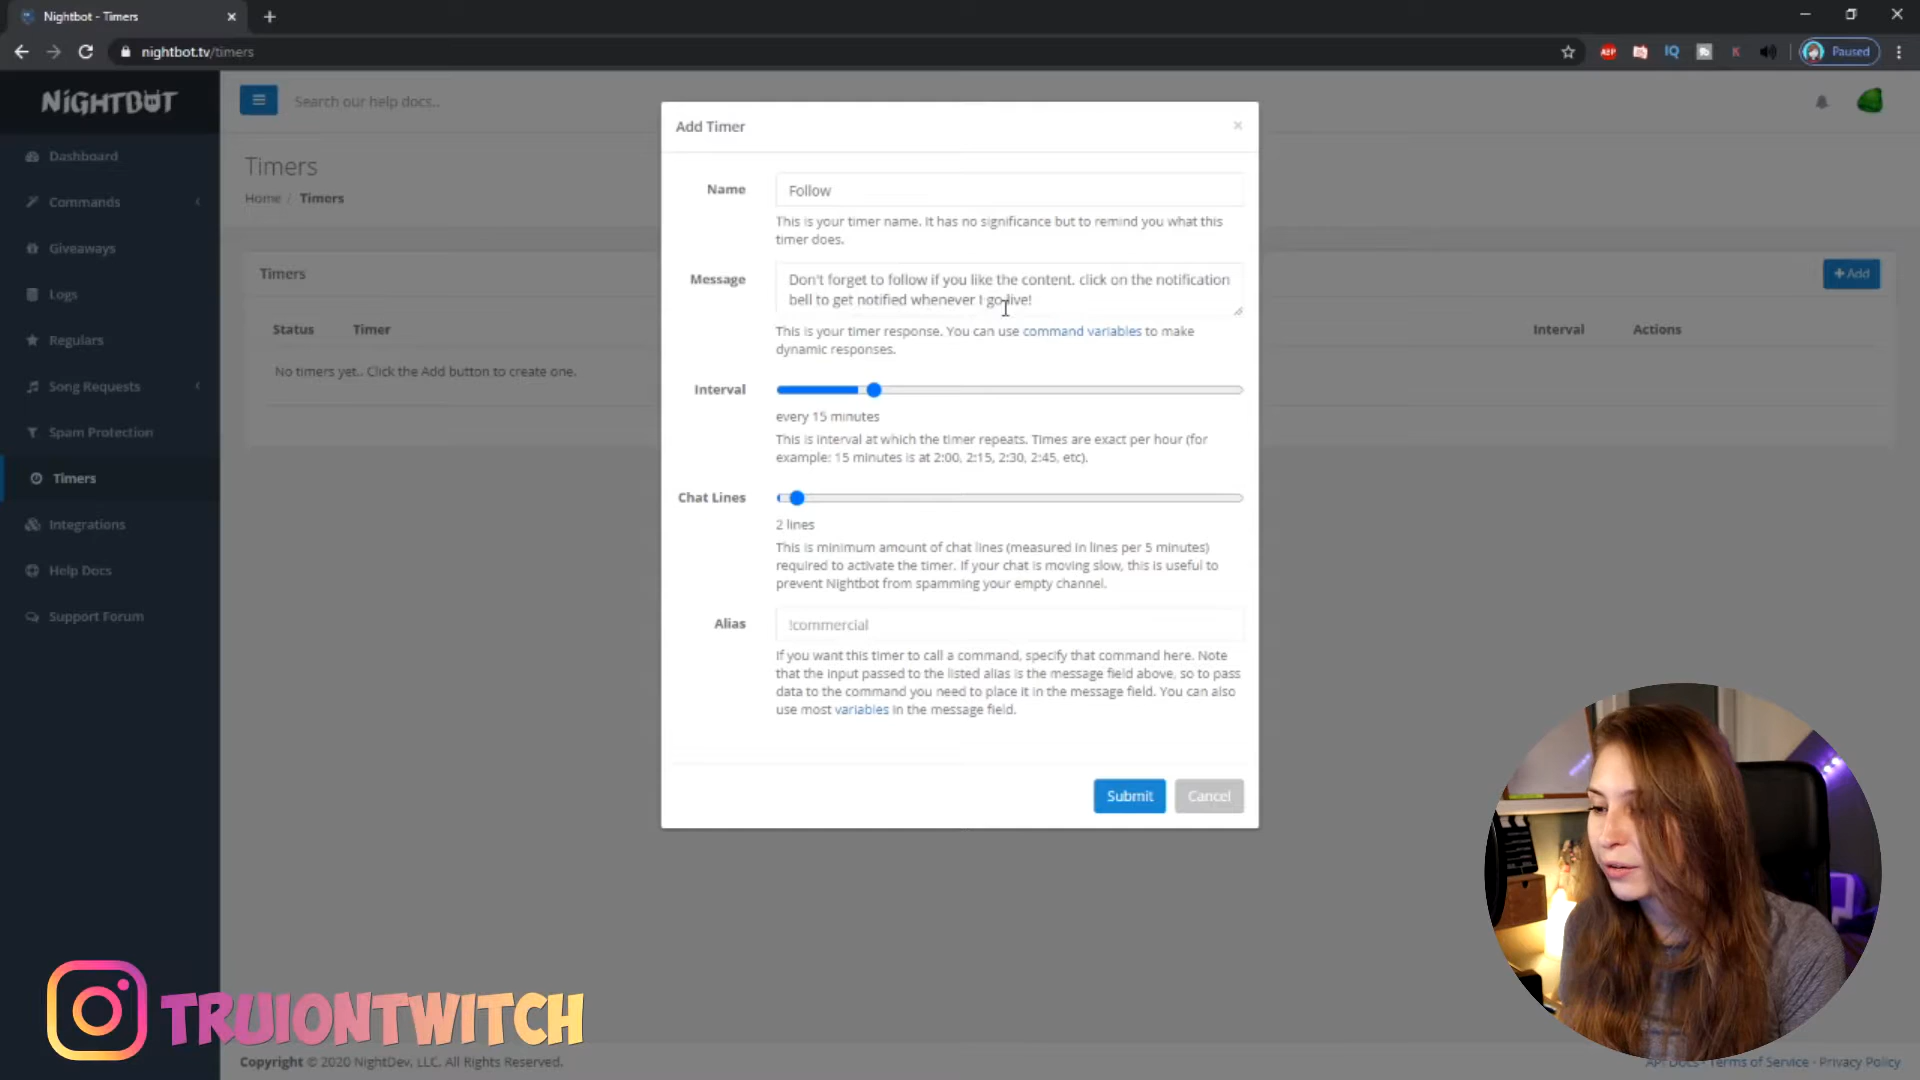 Nightbot - Timers
nightbot.tv/timers
ABP
IQ
K
Paused
NIGHTBOT
Search our help docs..
Dashboard
Commands
Giveaways
Logs
Regulars
Song Requests
Spam Protection
Timers
Integrations
Help Docs
Support Forum
Timers
Home / Timers
Timers
+Add
Status Timer Interval Actions
No timers yet.. Click the Add button to create one.
Add Timer
Name
Follow
This is your timer name. It has no significance but to remind you what this
timer does.
Message
Don't forget to follow if you like the content. click on the notification
bell to get notified whenever I go live!
This is your timer response. You can use command variables to make
dynamic responses.
Interval
every 15 minutes
This is interval at which the timer repeats. Times are exact per hour (for
example: 15 minutes is at 2:00, 2:15, 2:30, 2:45, etc).
Chat Lines
2 lines
This is minimum amount of chat lines (measured in lines per 5 minutes)
required to activate the timer. If your chat is moving slow, this is useful to
prevent Nightbot from spamming your empty channel.
Alias
!commercial
If you want this timer to call a command, specify that command here. Note
that the input passed to the listed alias is the message field above, so to pass
data to the command you need to place it in the message field. You can also
use most variables in the message field.
Submit
Cancel
TRUIONTWITCH
Copyright © 2020 NightDev, LLC. All Rights Reserved.
API Docs - Terms of Service - Privacy Policy